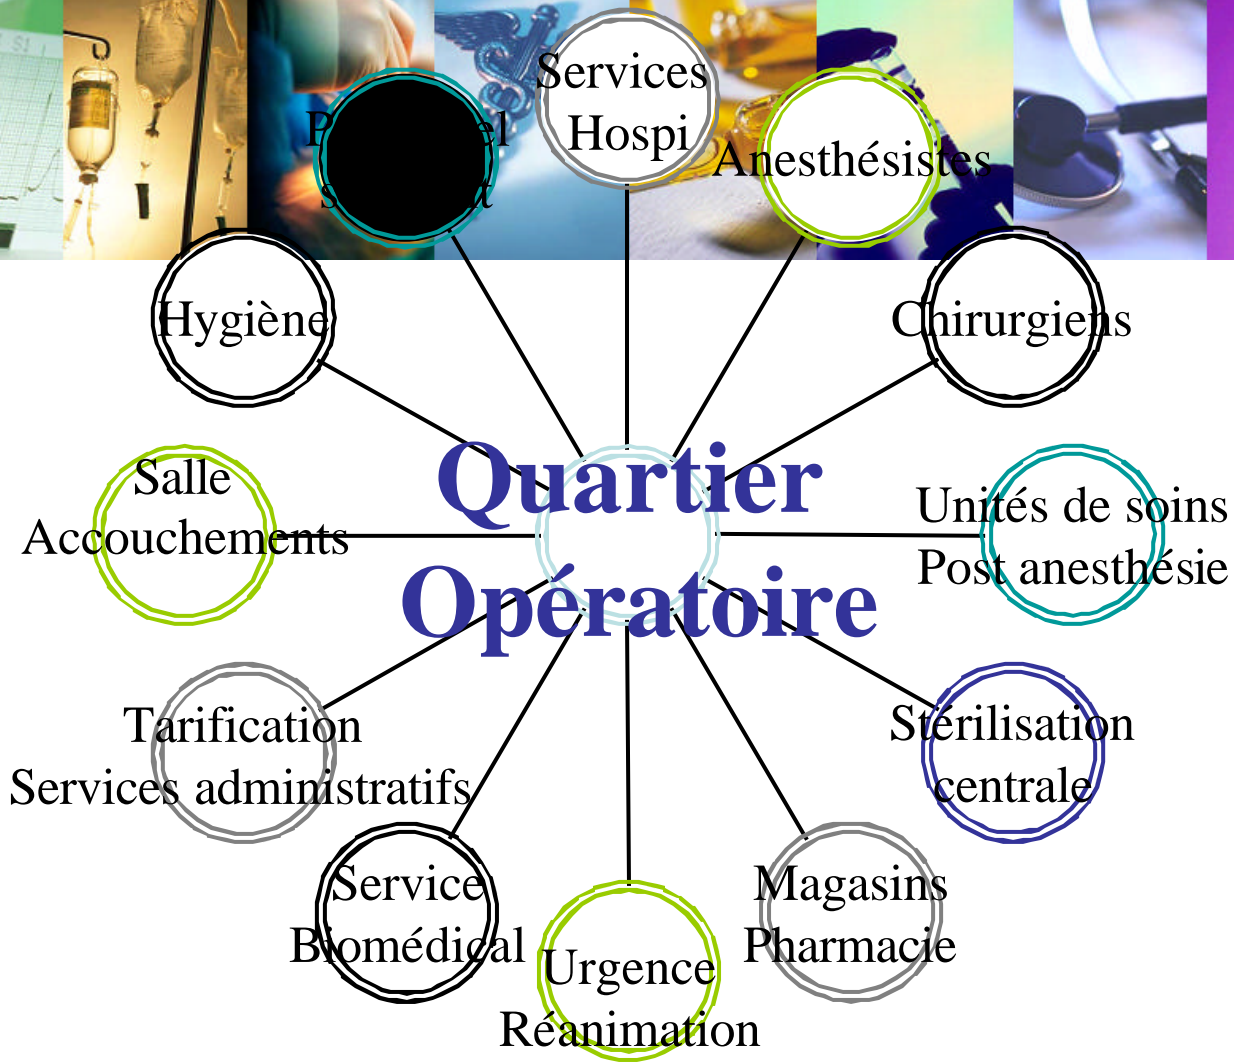 Services
Hospi
Anesthésistes
Hygiène
Chirurgiens
Quartier
Opératoire
Salle
Accouchements
Unités de soins
Post anesthésie
Tarification
Services administratifs
Stérilisation
centrale
Service
Biomédical
Magasins
Pharmacie
Urgence
Réanimation